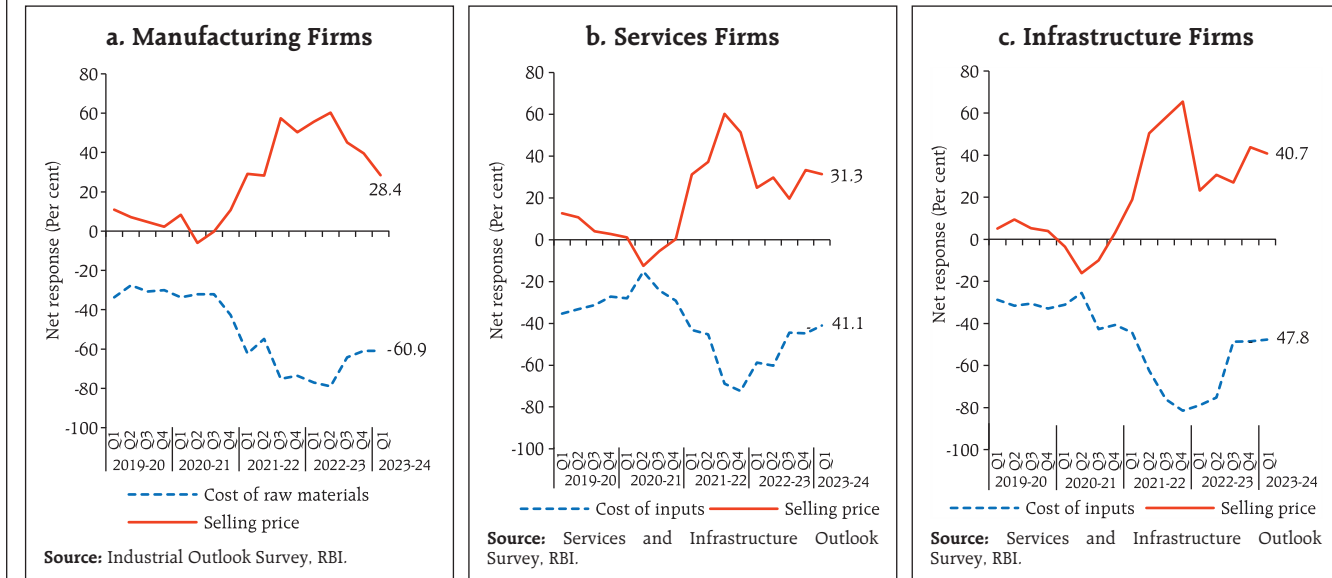 a. Manufacturing Firms
Net response (Per cent)
80
60
40
20
0
-20
-40
-60
-80
-100
28.4
-60.9
Q1 Q2 Q3 Q4 Q1 Q2 Q3 Q4 Q1 Q2 Q3 Q4 Q1 Q2 Q3 Q4 Q1
2019-20 2020-21 2021-22 2022-23 2023-24
Cost of raw materials
Selling price
Source: Industrial Outlook Survey, RBI.
b. Services Firms
Net response (Per cent)
80
60
40
20
0
-20
-40
-60
-80
-100
31.3
41.1
Q1 Q2 Q3 Q4 Q1 Q2 Q3 Q4 Q1 Q2 Q3 Q4 Q1 Q2 Q3 Q4 Q1
2019-20 2020-21 2021-22 2022-23 2023-24
Cost of inputs Selling price
Source: Services and Infrastructure Outlook
Survey, RBI.
c. Infrastructure Firms
Net response (Per cent)
80
60
40
20
0
-20
-40
-60
-80
-100
40.7
47.8
Q1 Q2 Q3 Q4 Q1 Q2 Q3 Q4 Q1 Q2 Q3 Q4 Q1 Q2 Q3 Q4 Q1
2019-20 2020-21 2021-22 2022-23 2023-24
Cost of inputs Selling price
Source: Services and Infrastructure Outlook
Survey, RBI.